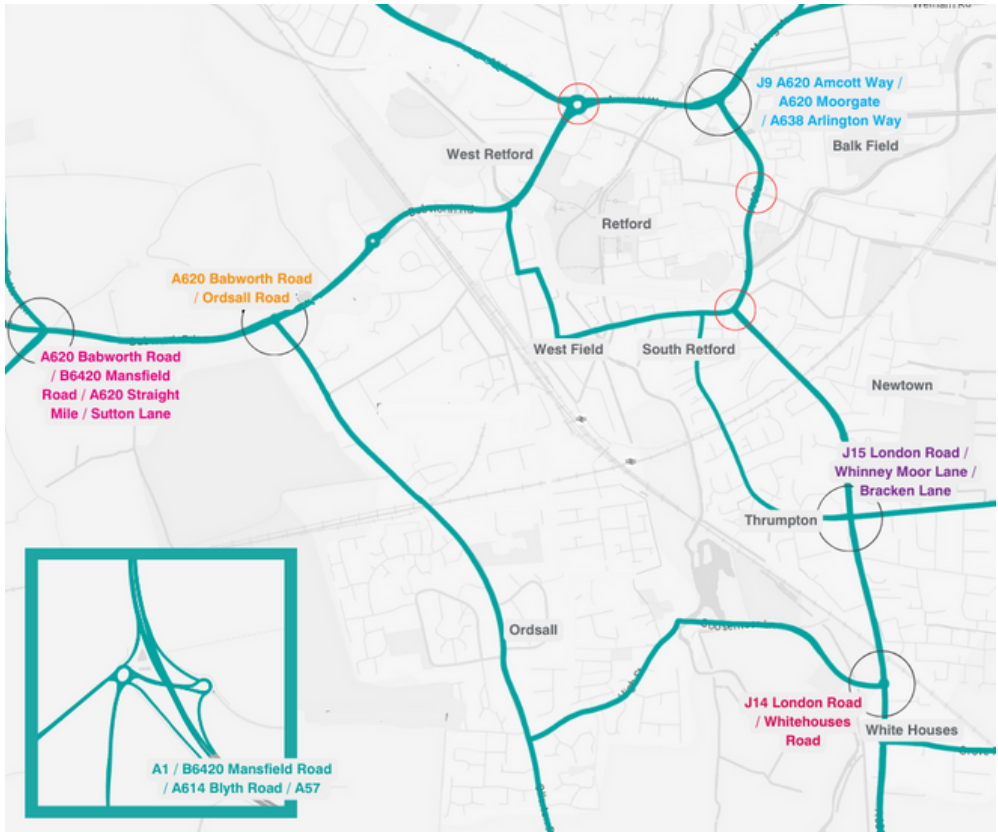 J9 A620 Amcott Way /
A620 Moorgate
/ A638 Arlington Way
Balk Field
West Retford
Retford
A620 Babworth Road
/ Ordsall Road
A620 Babworth Road
/ B6420 Mansfield
Road / A620 Straight
Mile / Sutton Lane
West Field
South Retford
Newtown
J15 London Road /
Whinney Moor Lane /
Bracken Lane
Thrumpton
Ordsall
High St
J14 London Road
/ Whitehouses
Road
White Houses
A1 / B6420 Mansfield Road
/ A614 Blyth Road / A57